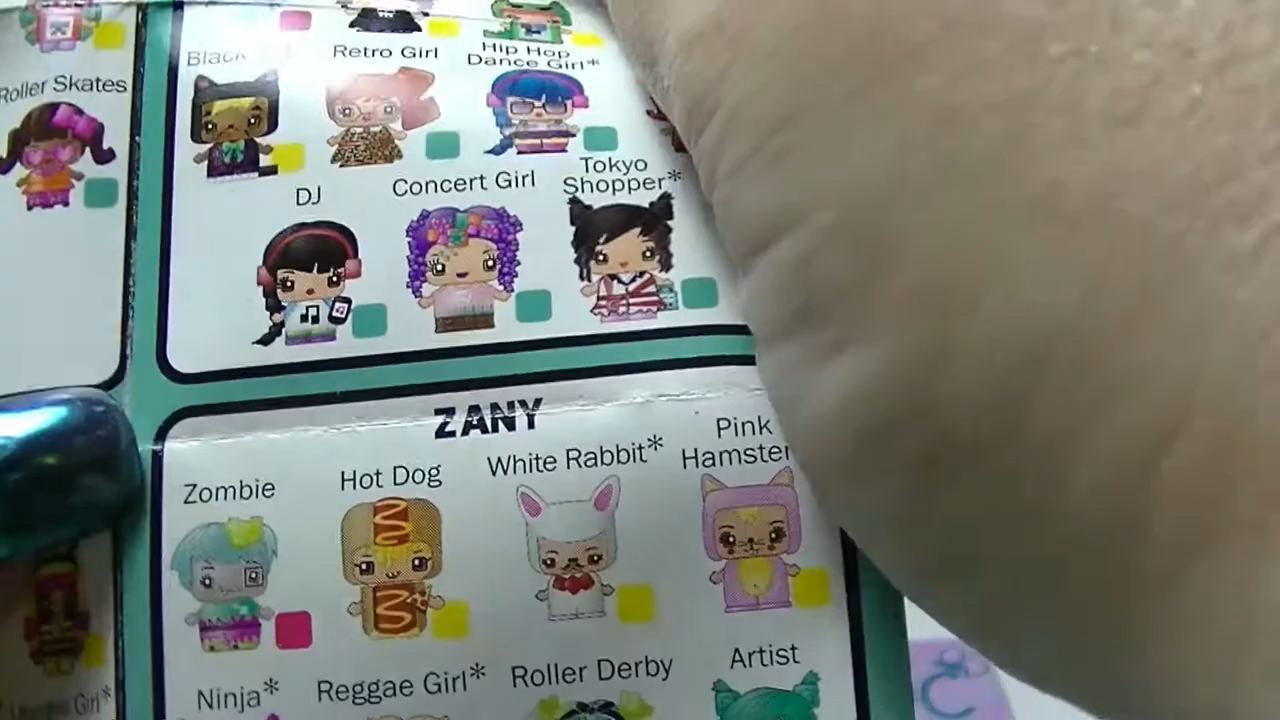 Roller Skates
Black
Retro Girl
Hip Hop
Dance Girl*
DJ
Concert Girl
Tokyo
Shopper*
ZANY
Zombie
Hot Dog
White Rabbit*
Pink
Hamster
Ninja*
Reggae Girl*
Roller Derby
Artist
Girl*